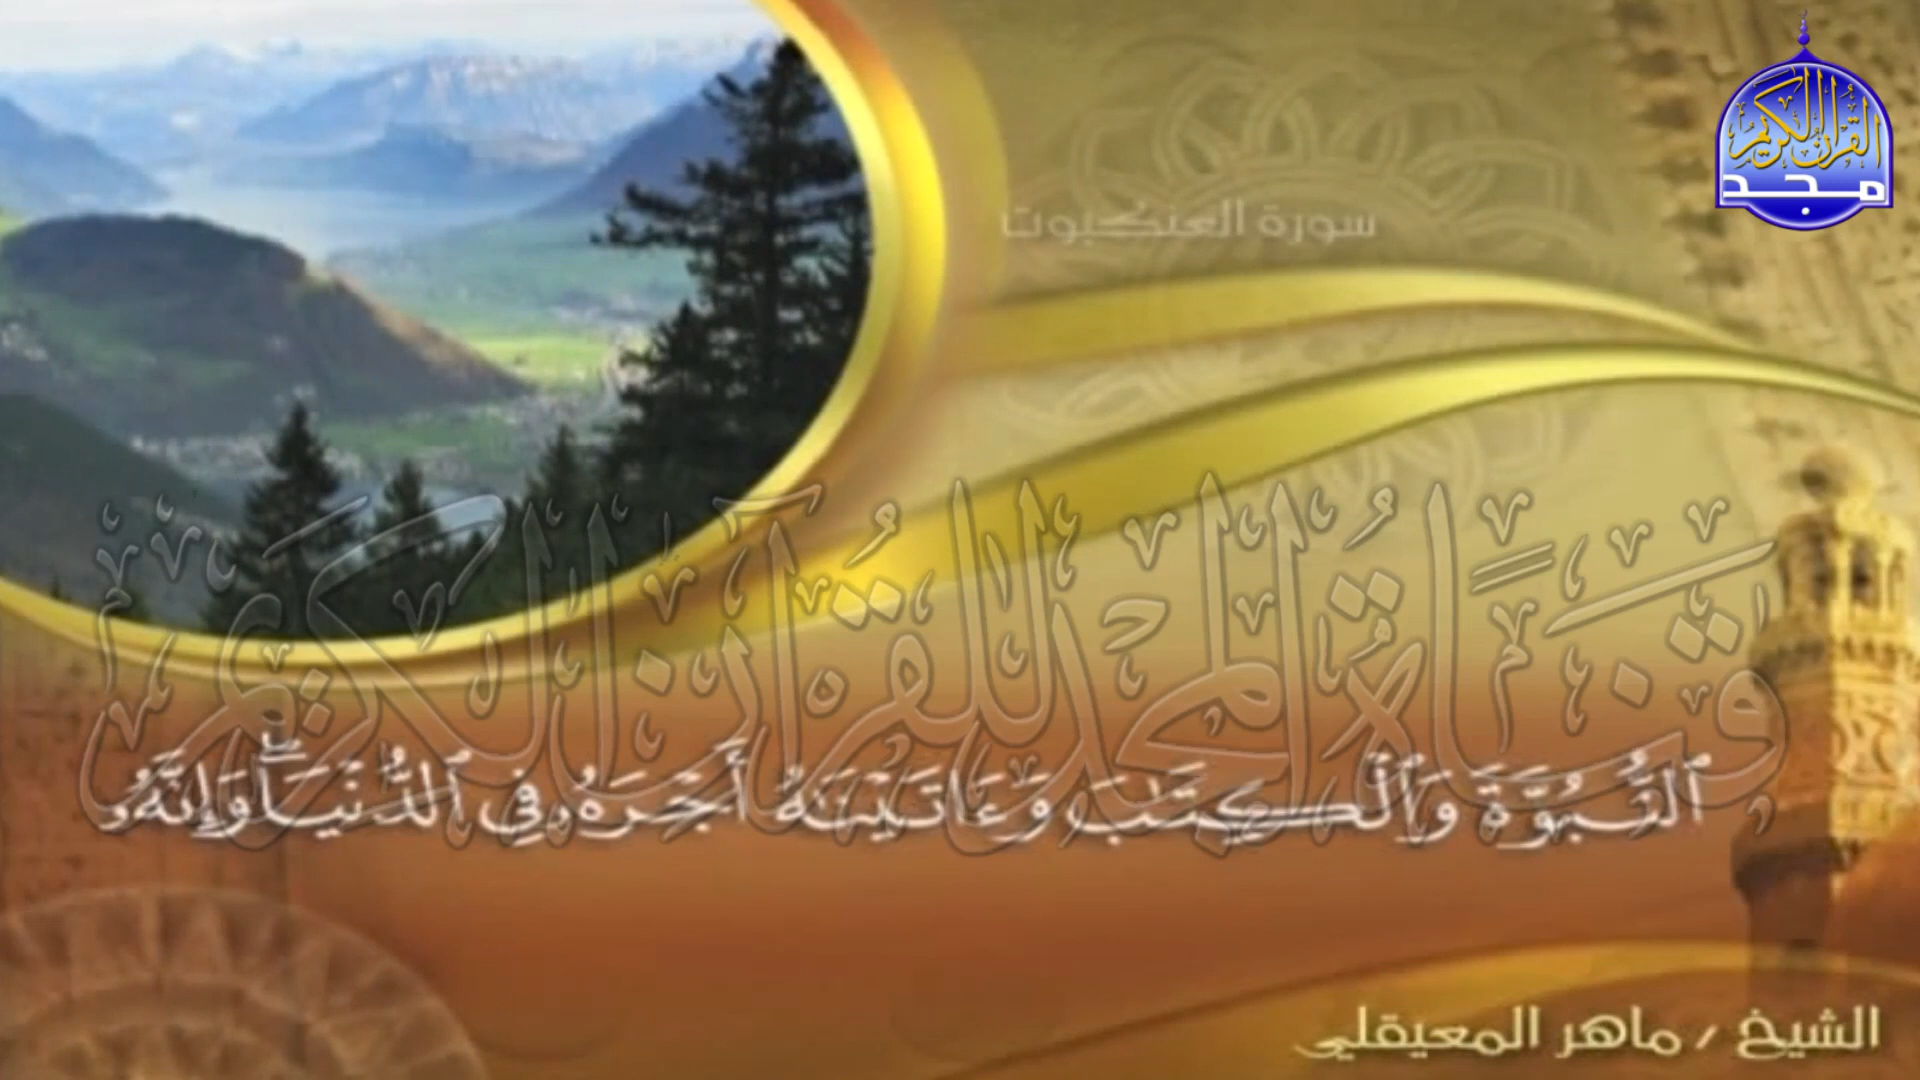 القرآن الكريم
مجد
سورة العنكبوت
قناة المجد للقرآن الكريم
ٱلنُّبُوَّةَ وَٱلْكِتَٰبَ وَءَاتَيْنَٰهُ أَجْرَهُۥ فِى ٱلدُّنْيَا ۖ وَإِنَّهُۥ
الشيخ / ماهر المعيقلي